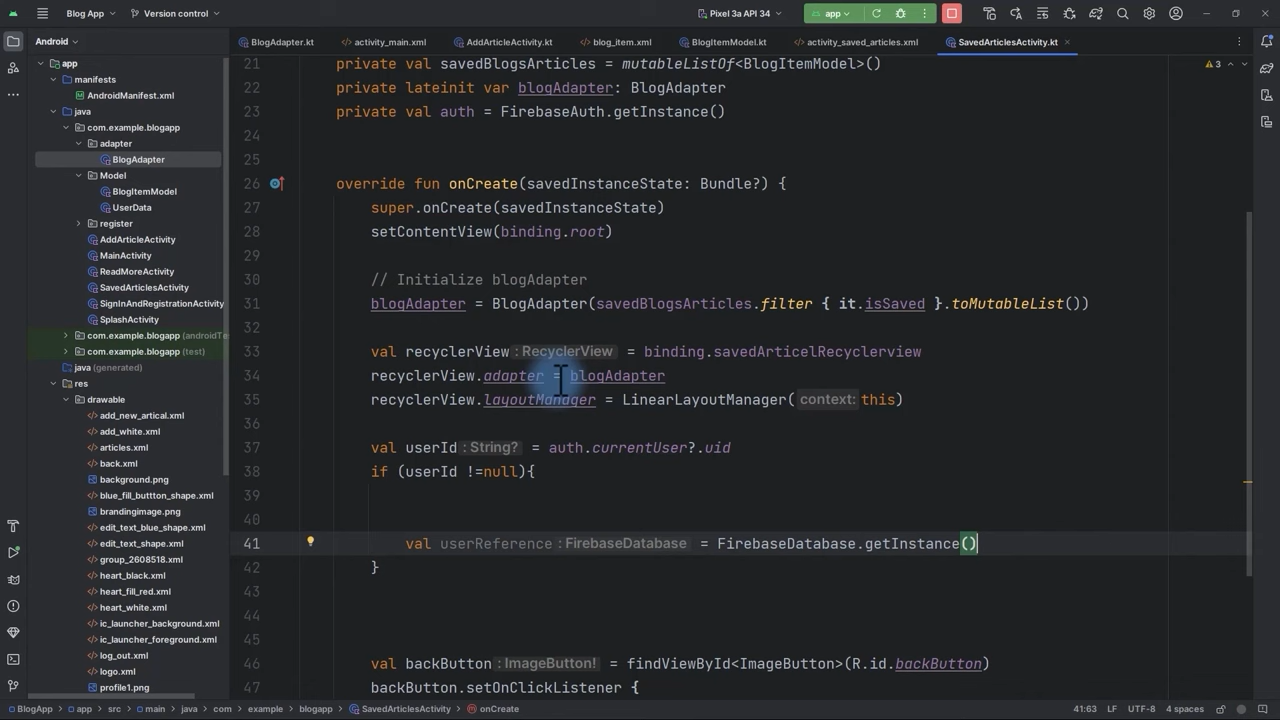 Blog App
Version control
Pixel 3a API 34
app
Android
BlogAdapter.kt
activity_main.xml
AddArticleActivity.kt
blog_item.xml
BlogItemModel.kt
activity_saved_articles.xml
SavedArticlesActivity.kt
app
manifests
AndroidManifest.xml
java
com.example.blogapp
adapter
BlogAdapter
Model
BlogItemModel
UserData
register
AddArticleActivity
MainActivity
ReadMoreActivity
SavedArticlesActivity
SignInAndRegistrationActivity
SplashActivity
com.example.blogapp (androidTe
com.example.blogapp (test)
java (generated)
res
drawable
add_new_artical.xml
add_white.xml
articles.xml
back.xml
background.png
blue_fill_buttton_shape.xml
brandingimage.png
edit_text_blue_shape.xml
edit_text_shape.xml
group_2608518.xml
heart_black.xml
heart_fill_red.xml
heart_white.xml
ic_launcher_background.xml
ic_launcher_foreground.xml
log_out.xml
logo.xml
profile1.png
3
21 private val savedBlogsArticles = mutableListOf<BlogItemModel>()
22 private lateinit var blogAdapter: BlogAdapter
23 private val auth = FirebaseAuth.getInstance()
24
25
26 override fun onCreate(savedInstanceState: Bundle?) {
27 super.onCreate(savedInstanceState)
28 setContentView(binding.root)
29
30 // Initialize blogAdapter
31 blogAdapter = BlogAdapter(savedBlogsArticles.filter { it.isSaved }.toMutableList())
32
33 val recyclerView : RecyclerView = binding.savedArticelRecyclerview
34 recyclerView.adapter = blogAdapter
35 recyclerView.layoutManager = LinearLayoutManager( context: this)
36
37 val userId : String? = auth.currentUser?.uid
38 if (userId !=null){
39
40
41 val userReference : FirebaseDatabase = FirebaseDatabase.getInstance()
42 }
43
44
45
46 val backButton : ImageButton! = findViewById<ImageButton>(R.id.backButton)
47 backButton.setOnClickListener {
BlogApp
app
src
main
java
com
example
blogapp
SavedArticlesActivity
onCreate
41:63
LF
UTF-8
4 spaces